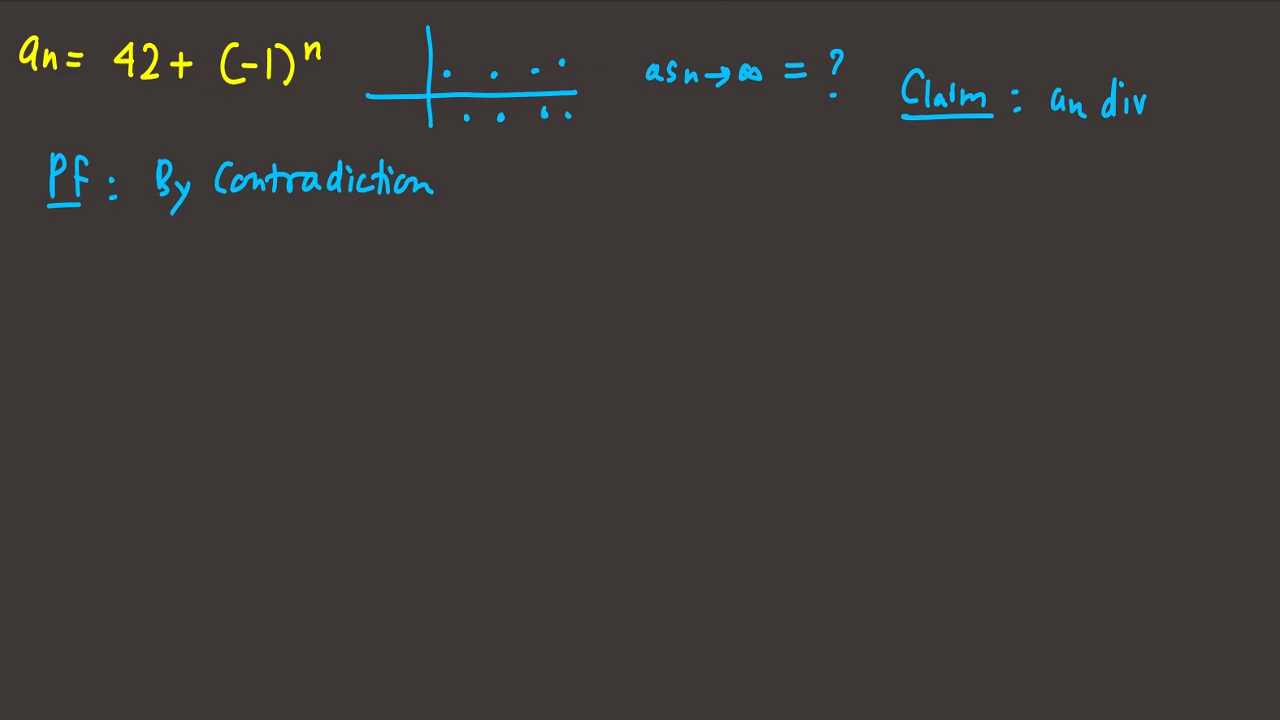 an = 42 + (-1)^n as n→∞ = ? Claim : an div
Pf : By Contradiction